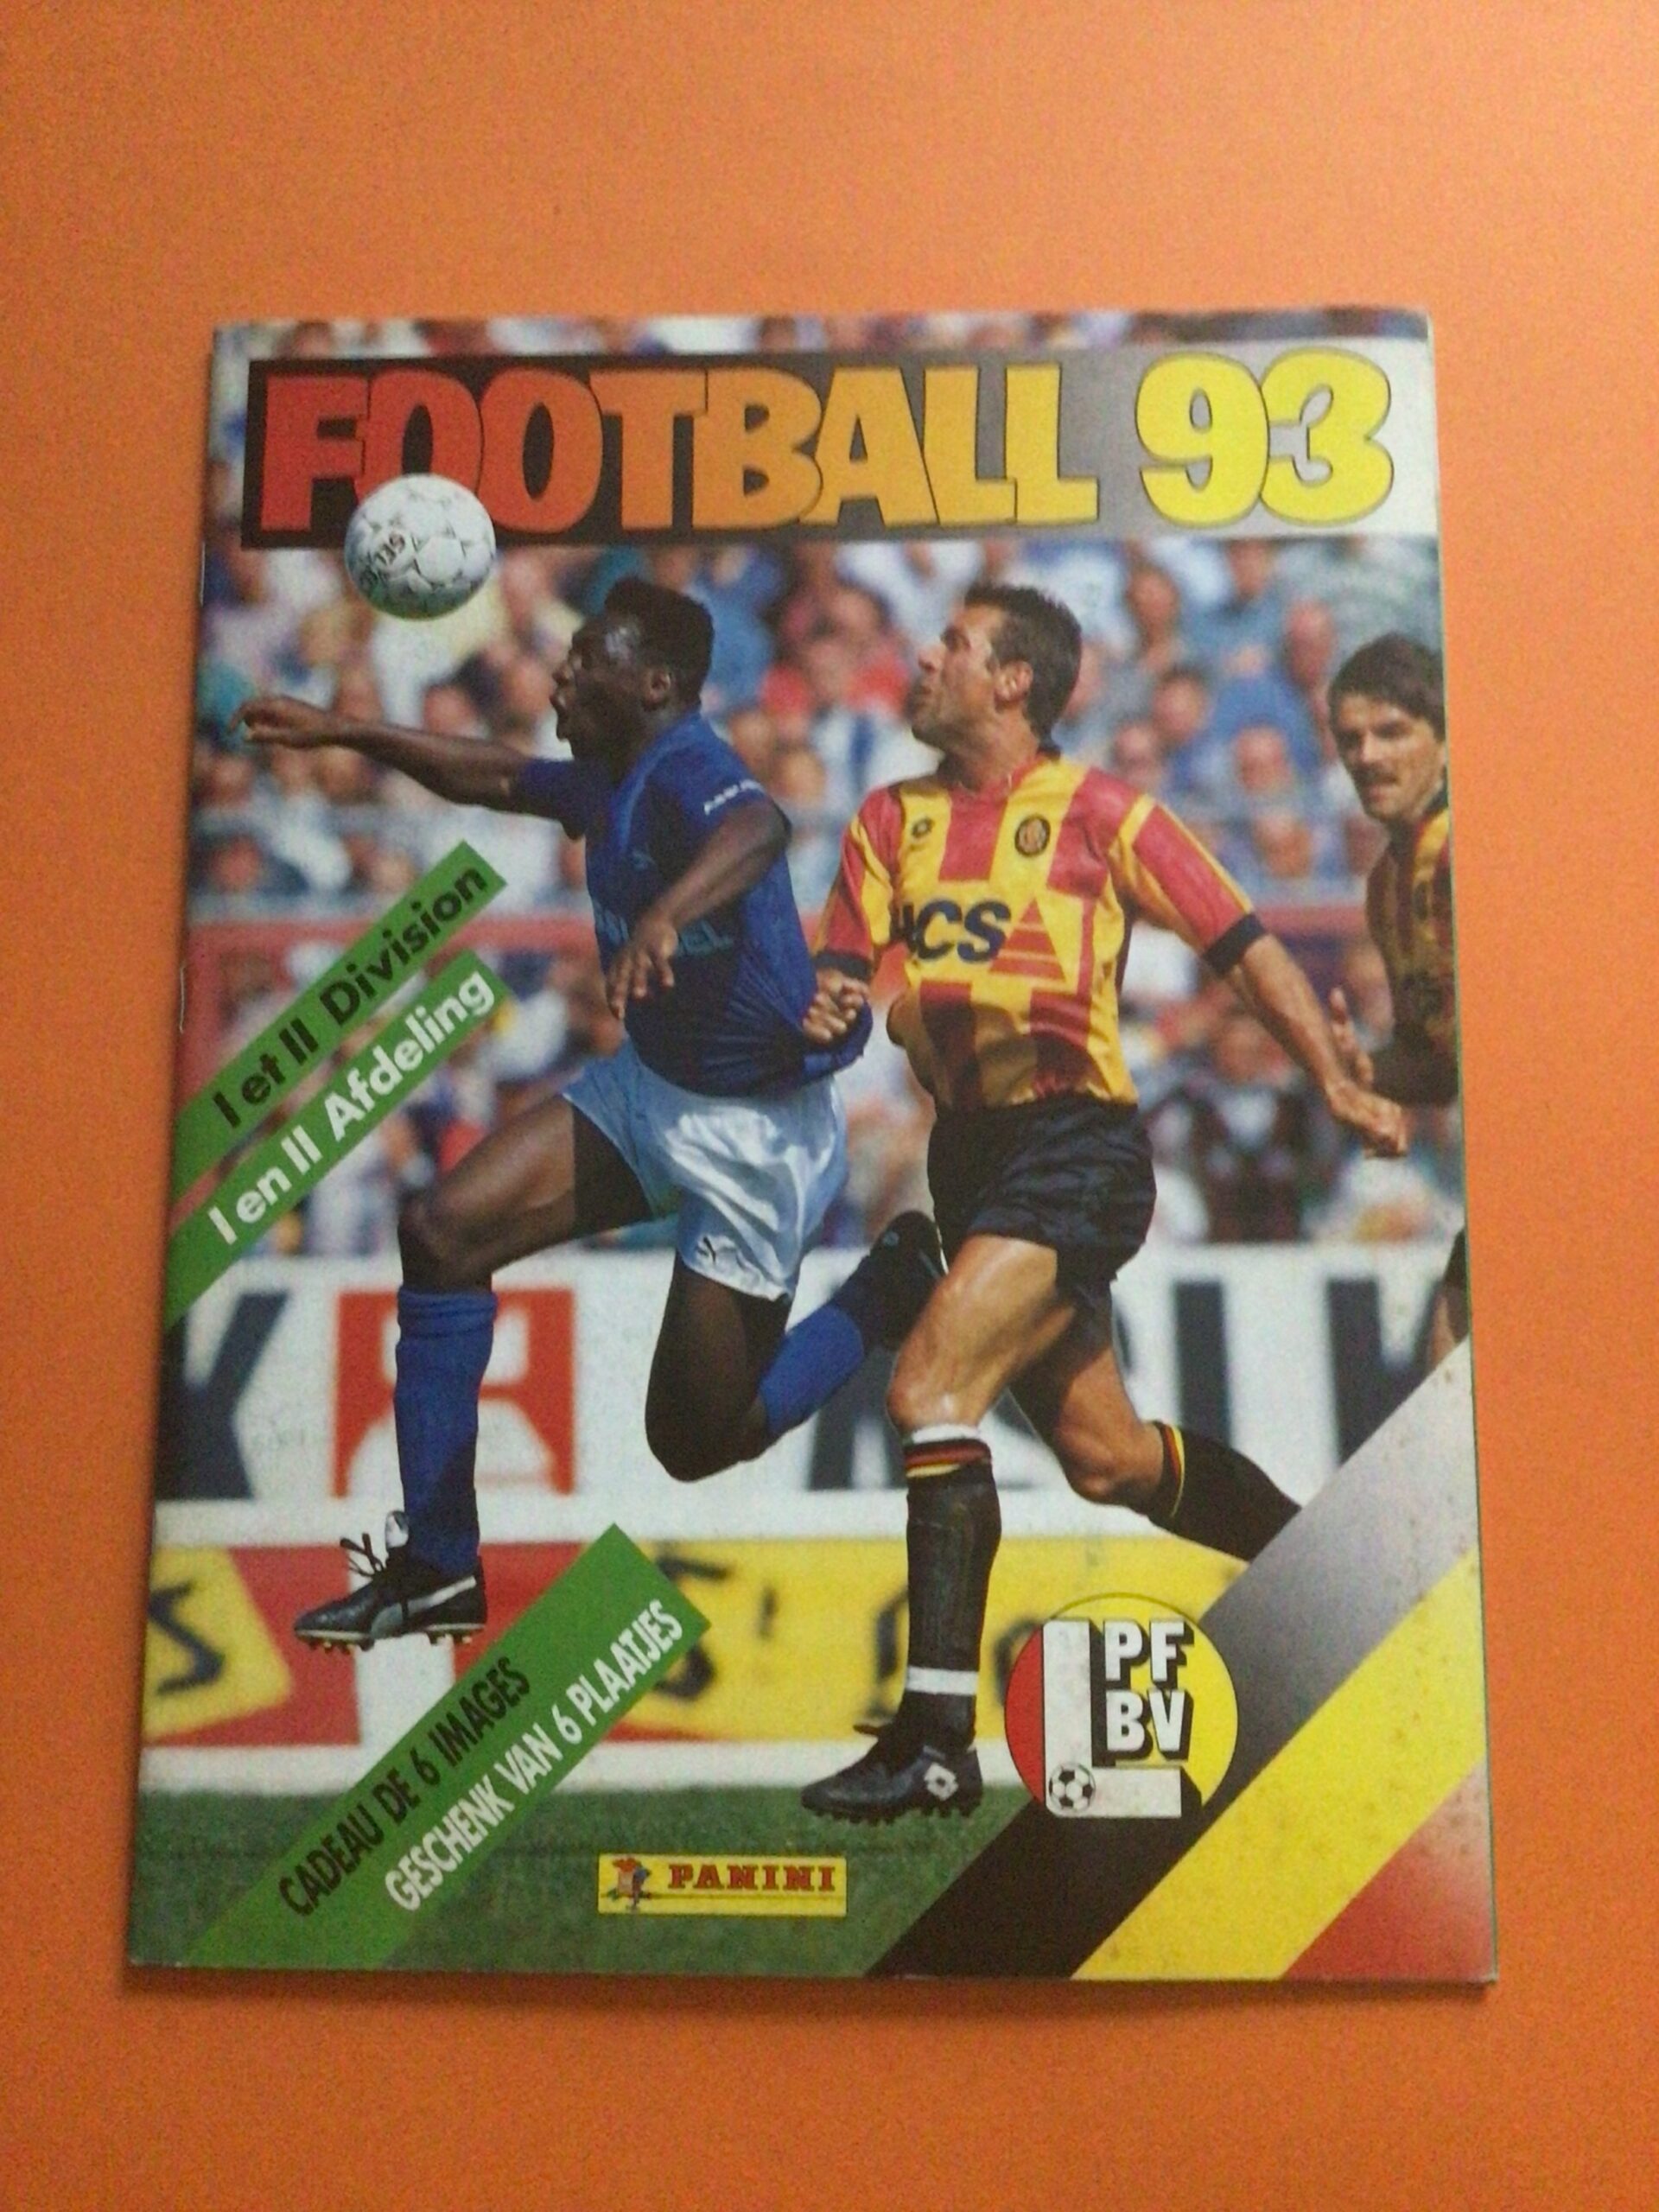 FOOTBALL 93
I et II Division
I en II Afdeling
CADEAU DE 6 IMAGES
GESCHENK VAN 6 PLAATJES
PF
BV
L
PANINI